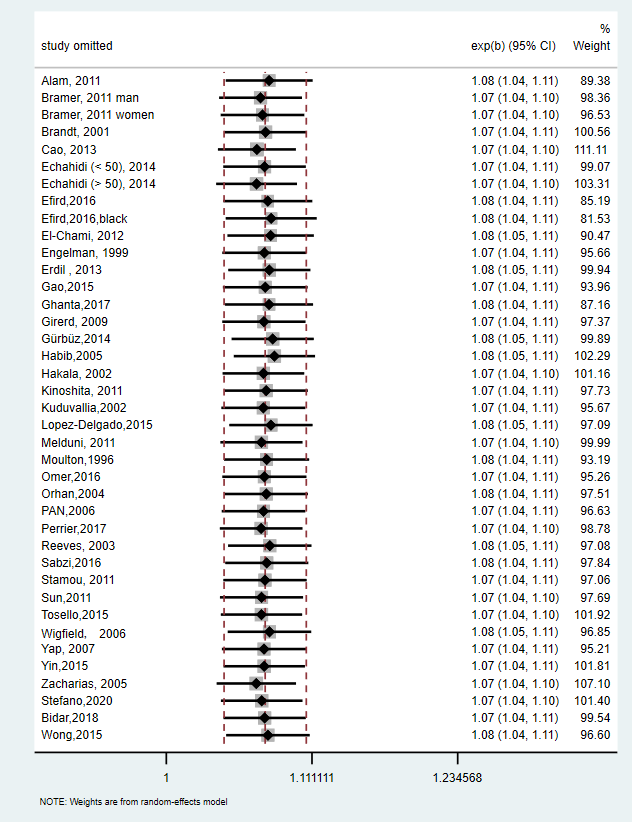 %
study omitted exp(b) (95% CI) Weight
Alam, 2011 1.08 (1.04, 1.11) 89.38
Bramer, 2011 man 1.07 (1.04, 1.10) 98.36
Bramer, 2011 women 1.07 (1.04, 1.10) 96.53
Brandt, 2001 1.07 (1.04, 1.11) 100.56
Cao, 2013 1.07 (1.04, 1.10) 111.11
Echahidi (< 50), 2014 1.07 (1.04, 1.11) 99.07
Echahidi (> 50), 2014 1.07 (1.04, 1.10) 103.31
Efird,2016 1.08 (1.04, 1.11) 85.19
Efird,2016,black 1.08 (1.04, 1.11) 81.53
El-Chami, 2012 1.08 (1.05, 1.11) 90.47
Engelman, 1999 1.07 (1.04, 1.11) 95.66
Erdil , 2013 1.08 (1.05, 1.11) 99.94
Gao,2015 1.07 (1.04, 1.11) 93.96
Ghanta,2017 1.08 (1.04, 1.11) 87.16
Girerd, 2009 1.07 (1.04, 1.11) 97.37
Gürbüz,2014 1.08 (1.05, 1.11) 99.89
Habib,2005 1.08 (1.05, 1.11) 102.29
Hakala, 2002 1.07 (1.04, 1.10) 101.16
Kinoshita, 2011 1.07 (1.04, 1.11) 97.73
Kuduvallia,2002 1.07 (1.04, 1.11) 95.67
Lopez-Delgado,2015 1.08 (1.05, 1.11) 97.09
Melduni, 2011 1.07 (1.04, 1.10) 99.99
Moulton,1996 1.08 (1.04, 1.11) 93.19
Omer,2016 1.07 (1.04, 1.11) 95.26
Orhan,2004 1.08 (1.04, 1.11) 97.51
PAN,2006 1.07 (1.04, 1.11) 96.63
Perrier,2017 1.07 (1.04, 1.10) 98.78
Reeves, 2003 1.08 (1.05, 1.11) 97.08
Sabzi,2016 1.08 (1.04, 1.11) 97.84
Stamou, 2011 1.07 (1.04, 1.11) 97.06
Sun,2011 1.07 (1.04, 1.10) 97.69
Tosello,2015 1.07 (1.04, 1.10) 101.92
Wigfield, 2006 1.08 (1.05, 1.11) 96.85
Yap, 2007 1.07 (1.04, 1.11) 95.21
Yin,2015 1.07 (1.04, 1.11) 101.81
Zacharias, 2005 1.07 (1.04, 1.10) 107.10
Stefano,2020 1.07 (1.04, 1.10) 101.40
Bidar,2018 1.07 (1.04, 1.11) 99.54
Wong,2015 1.08 (1.04, 1.11) 96.60
1 1.111111 1.234568
NOTE: Weights are from random-effects model